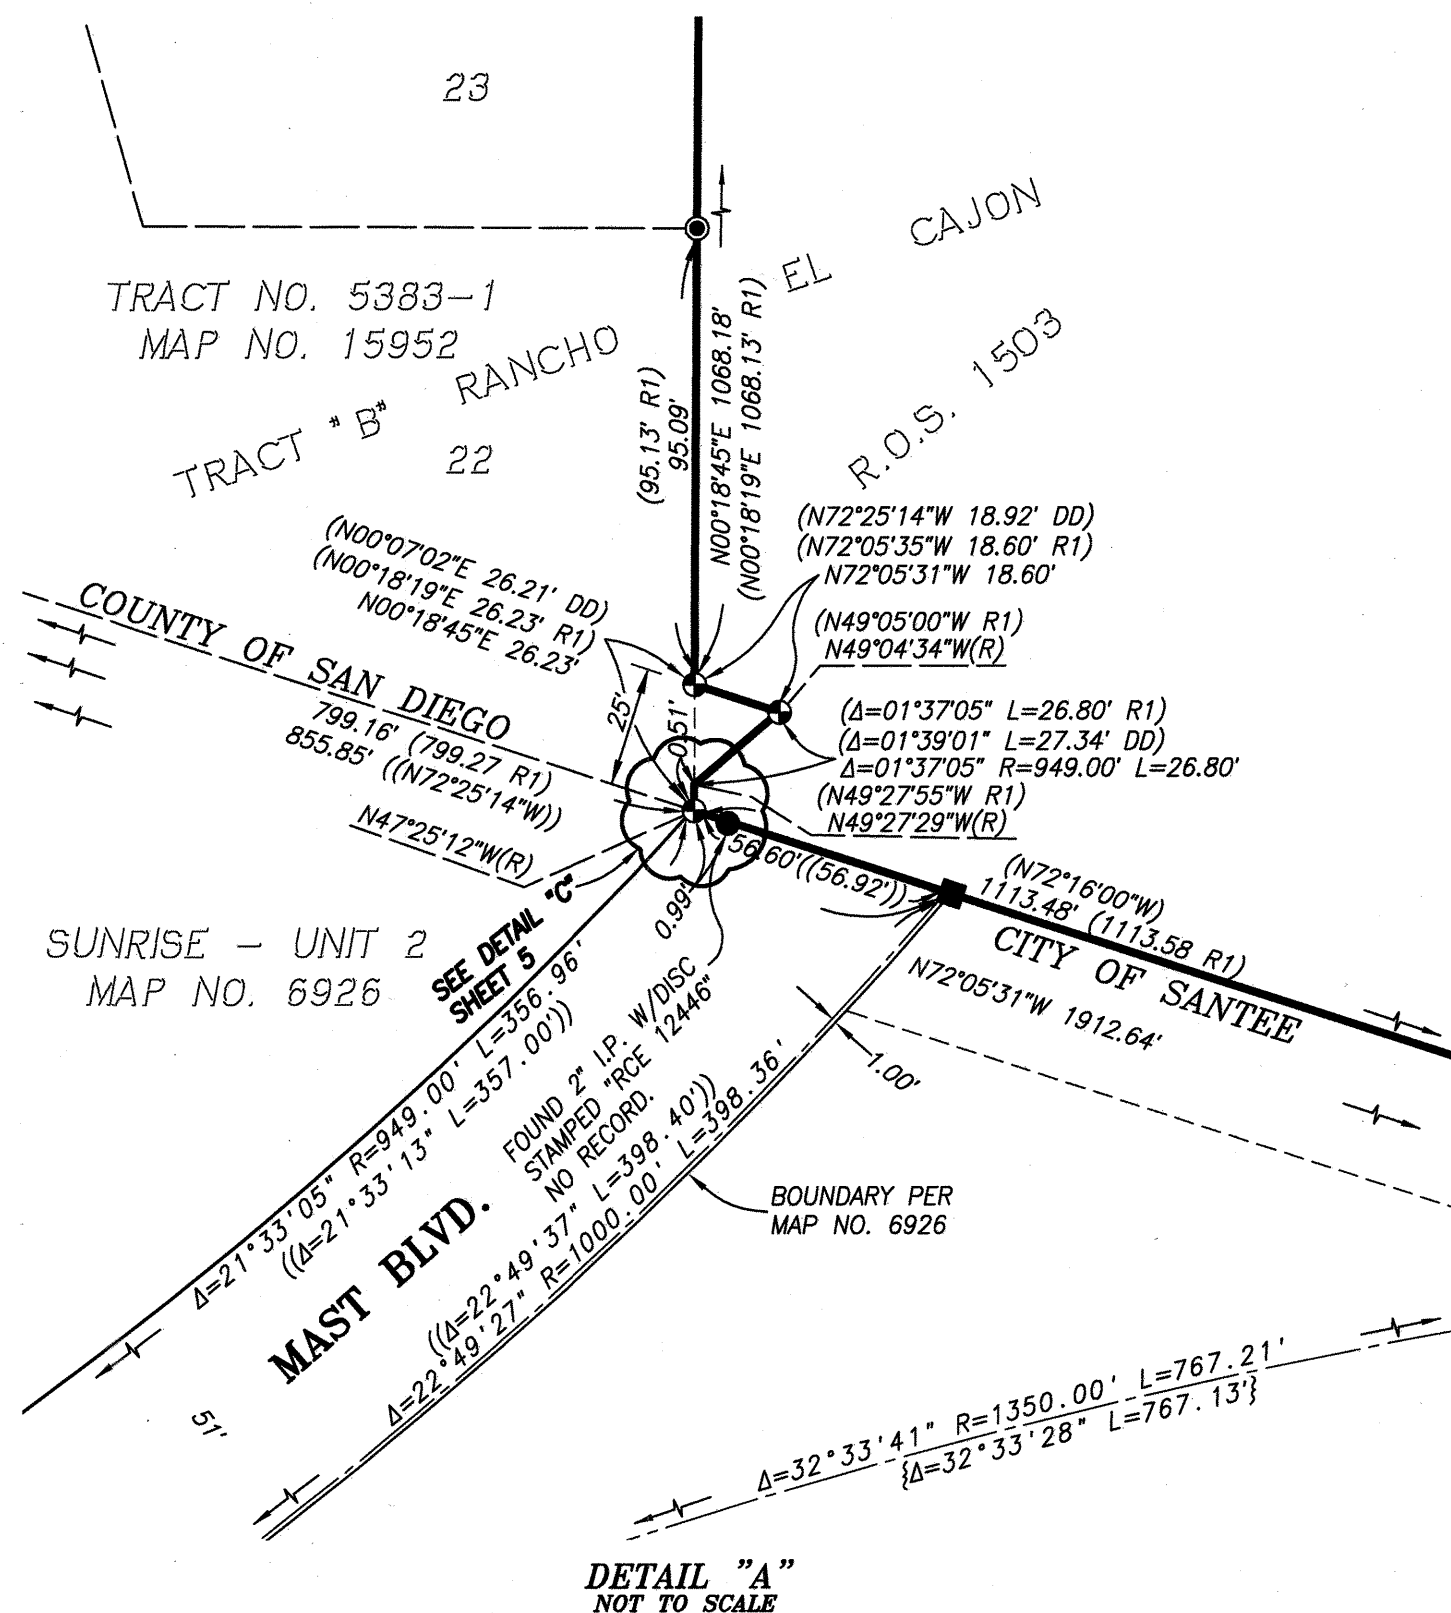 23
TRACT NO. 5383-1
MAP NO. 15952
TRACT "B" RANCHO EL CAJON
22
R.O.S. 1503
(95.13' R1)
95.09'
N00°18'45"E 1068.18'
(N00°18'19"E 1068.13' R1)
(N72°25'14"W 18.92' DD)
(N72°05'35"W 18.60' R1)
N72°05'31"W 18.60'
(N00°07'02"E 26.21' DD)
(N00°18'19"E 26.23' R1)
N00°18'45"E 26.23'
(N49°05'00"W R1)
N49°04'34"W(R)
COUNTY OF SAN DIEGO
799.16' (799.27 R1)
855.85' ((N72°25'14"W))
25'
0.51'
(Δ=01°37'05" L=26.80' R1)
(Δ=01°39'01" L=27.34' DD)
Δ=01°37'05" R=949.00' L=26.80'
(N49°27'55"W R1)
N49°27'29"W(R)
N47°25'12"W(R)
56.60'((56.92'))
(N72°16'00"W)
1113.48' (1113.58 R1)
CITY OF SANTEE
N72°05'31"W 1912.64'
SUNRISE - UNIT 2
MAP NO. 6926
SEE DETAIL "C"
SHEET 5
0.99'
FOUND 2" I.P. W/DISC
STAMPED "RCE 12446"
NO RECORD.
1.00'
Δ=21°33'05" R=949.00' L=356.96'
((Δ=21°33'13" L=357.00'))
MAST BLVD.
((Δ=22°49'37" L=398.40'))
Δ=22°49'27" R=1000.00' L=398.36'
BOUNDARY PER
MAP NO. 6926
51'
Δ=32°33'41" R=1350.00' L=767.21'
{Δ=32°33'28" L=767.13'}
DETAIL "A"
NOT TO SCALE